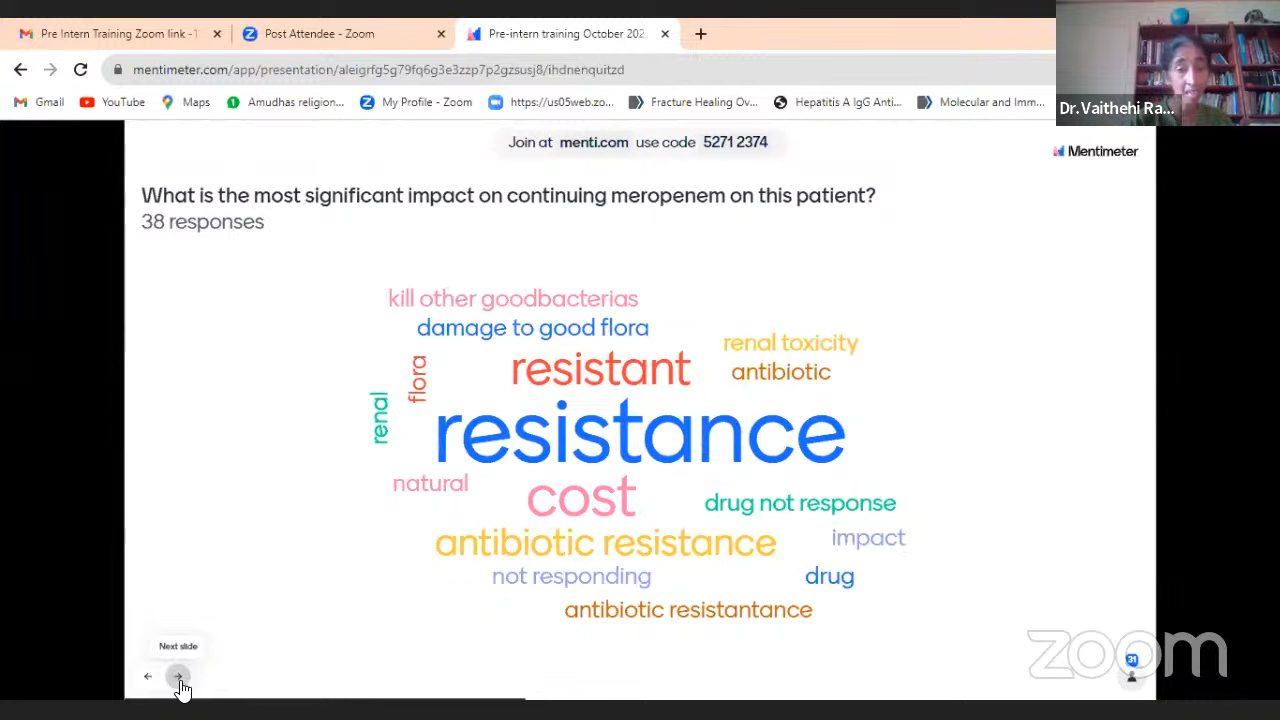 Pre Intern Training Zoom link - 1
Post Attendee - Zoom
Pre-intern training October 202
mentimeter.com/app/presentation/aleigrfg5g79fq6g3e3zzp7p2gzsusj8/ihdnenquitzd
Gmail
YouTube
Maps
Amudhas religion...
My Profile - Zoom
https://us05web.zo...
Fracture Healing Ov...
Hepatitis A IgG Anti...
Molecular and Imm...
Dr.Vaithehi Ra...
Join at menti.com use code 5271 2374
Mentimeter
What is the most significant impact on continuing meropenem on this patient?
38 responses
kill other goodbacterias
damage to good flora
renal toxicity
resistant
antibiotic
flora
renal
resistance
natural
cost
drug not response
antibiotic resistance
impact
not responding
drug
antibiotic resistantance
Next slide
zoom
31